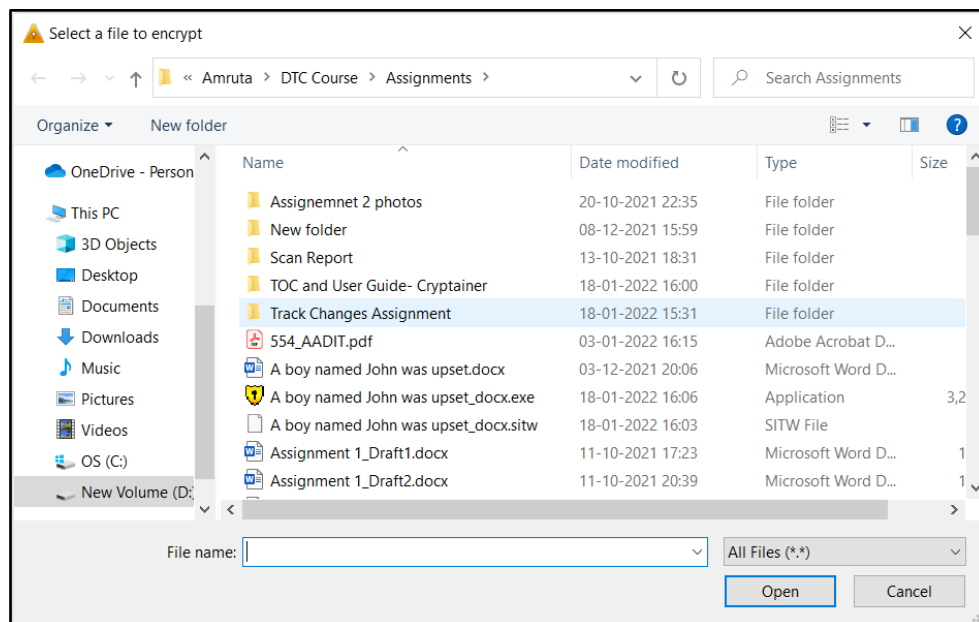 Select a file to encrypt
« Amruta > DTC Course > Assignments >
Search Assignments
Organize
New folder
Name Date modified Type Size
OneDrive - Person
This PC
3D Objects
Desktop
Documents
Downloads
Music
Pictures
Videos
OS (C:)
New Volume (D:
Assignemnet 2 photos 20-10-2021 22:35 File folder
New folder 08-12-2021 15:59 File folder
Scan Report 13-10-2021 18:31 File folder
TOC and User Guide- Cryptainer 18-01-2022 16:00 File folder
Track Changes Assignment 18-01-2022 15:31 File folder
554_AADIT.pdf 03-01-2022 16:15 Adobe Acrobat D...
A boy named John was upset.docx 03-12-2021 20:06 Microsoft Word D...
A boy named John was upset_docx.exe 18-01-2022 16:06 Application 3,2
A boy named John was upset_docx.sitw 18-01-2022 16:03 SITW File
Assignment 1_Draft1.docx 11-10-2021 17:23 Microsoft Word D... 1
Assignment 1_Draft2.docx 11-10-2021 20:39 Microsoft Word D... 1
File name:
All Files (*.*)
Open
Cancel